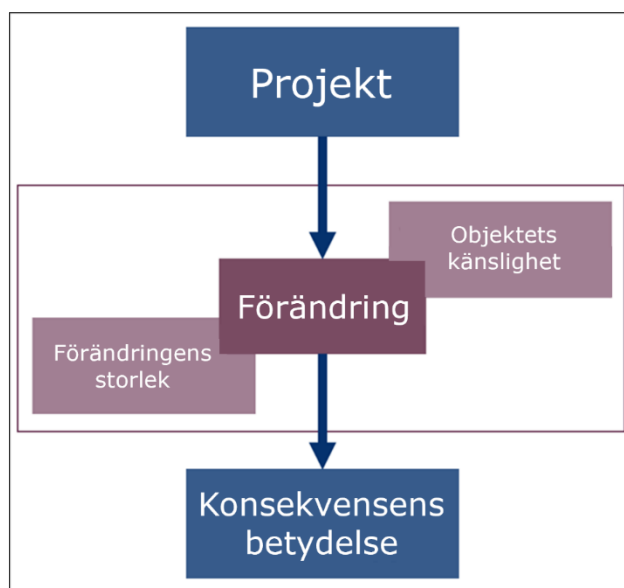 Projekt
Objektets
känslighet
Förändring
Förändringens
storlek
Konsekvensens
betydelse